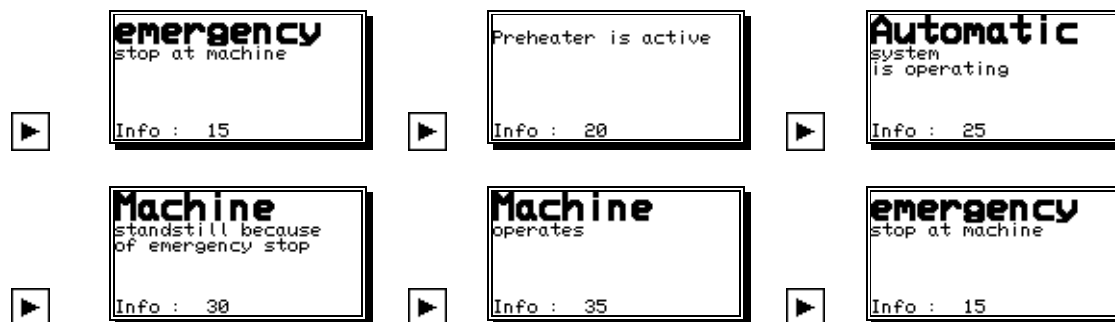 emergency
stop at machine
Info : 15
Preheater is active
Info : 20
Automatic
system
is operating
Info : 25
Machine
standstill because
of emergency stop
Info : 30
Machine
operates
Info : 35
emergency
stop at machine
Info : 15